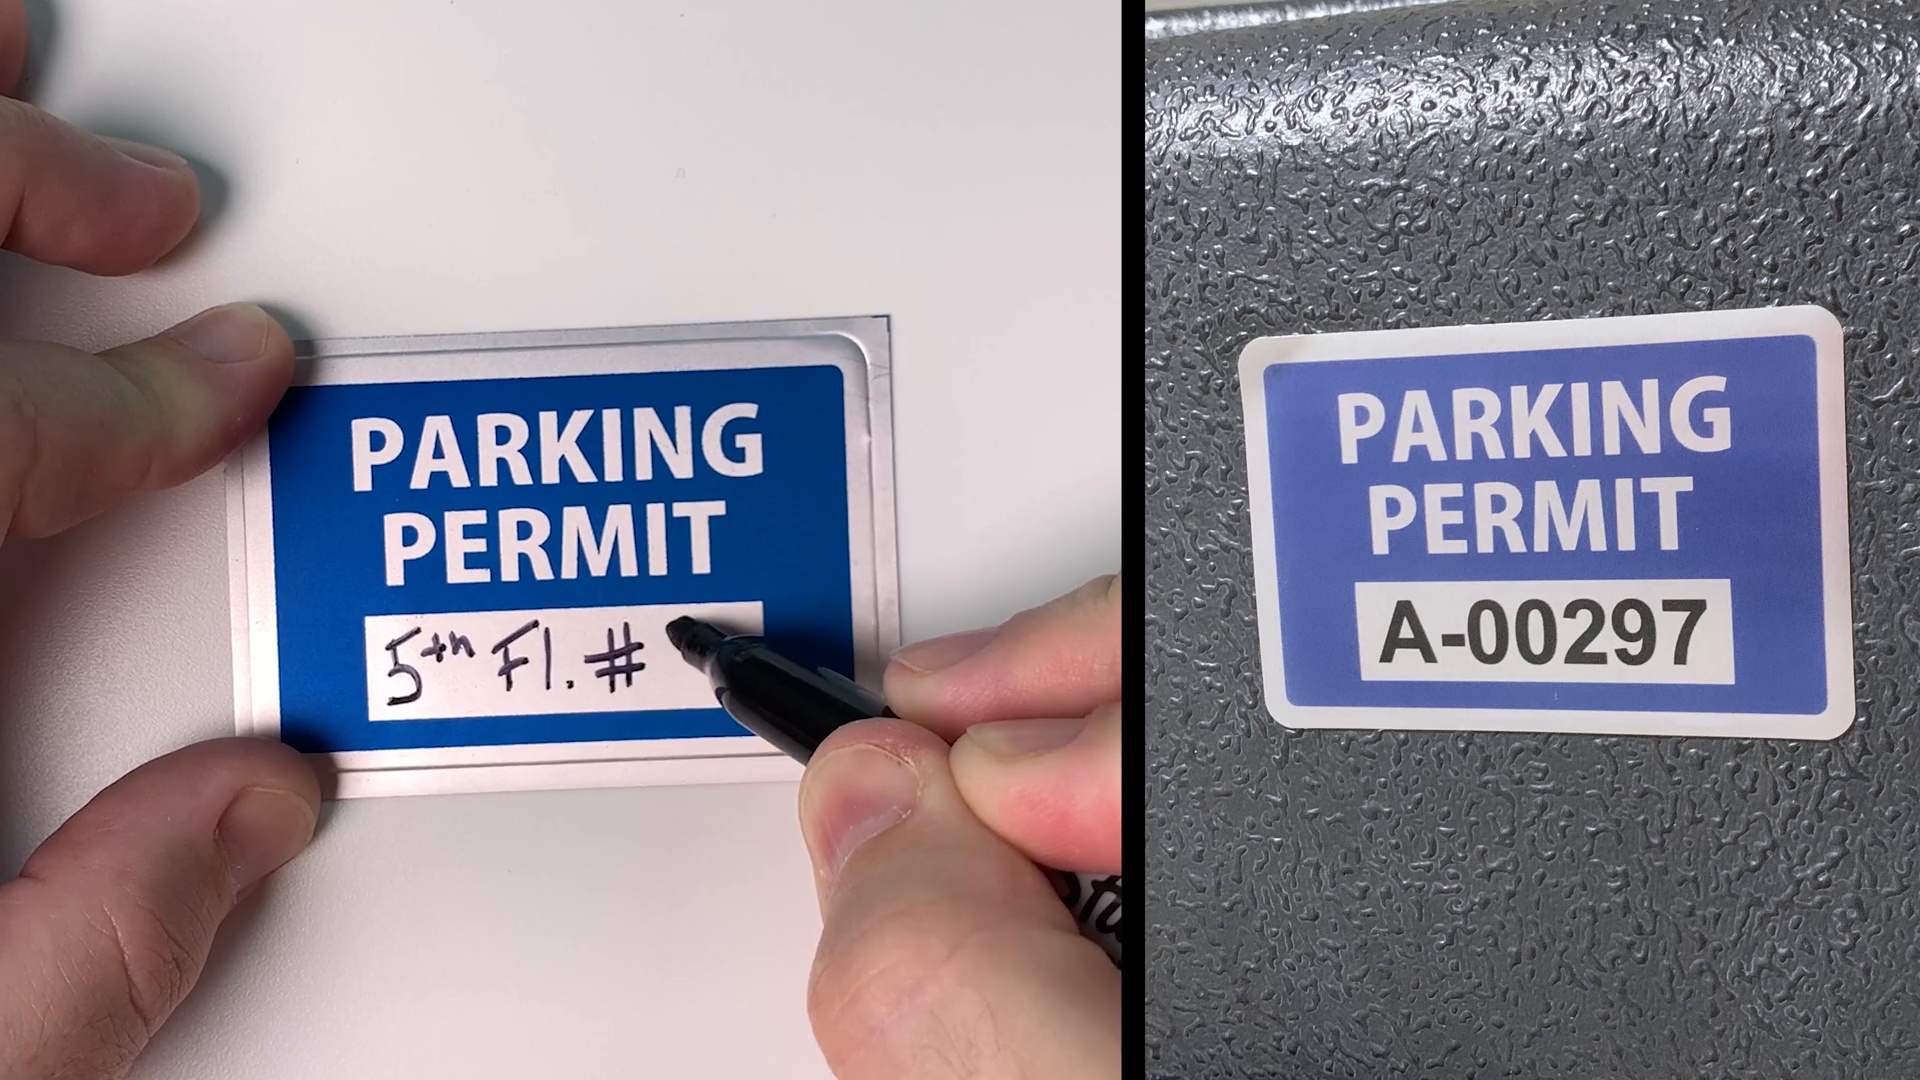 PARKING
PERMIT
5th Fl. #
PARKING
PERMIT
A-00297